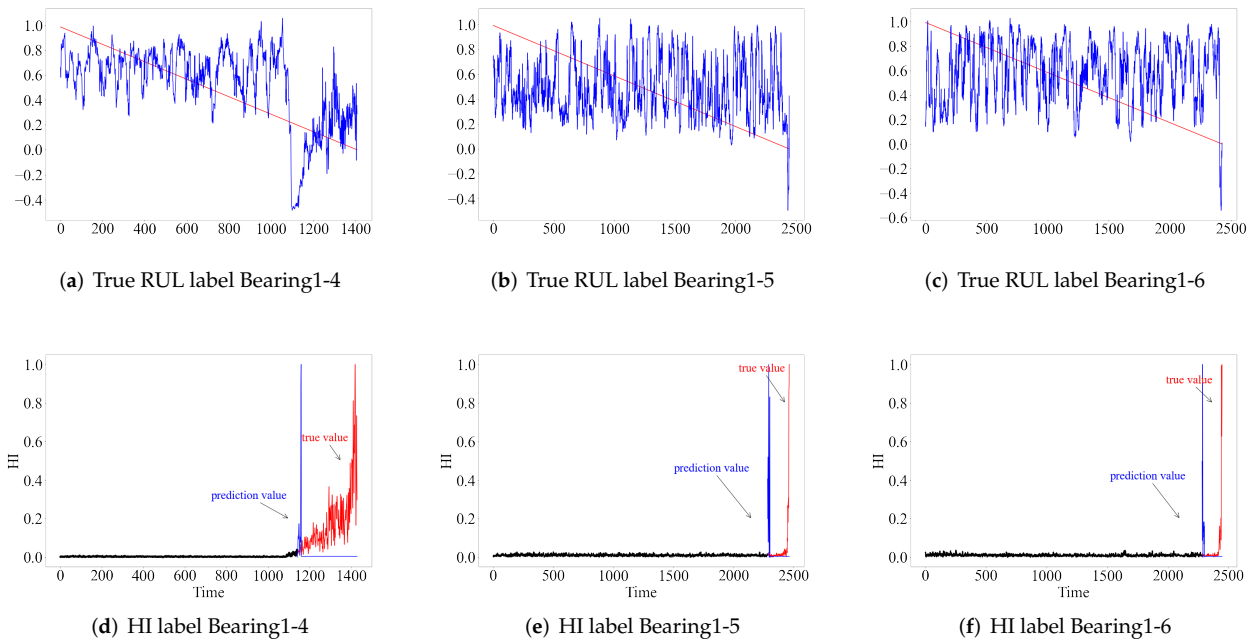 1.0
0.8
0.6
0.4
0.2
0.0
−0.2
−0.4
0 200 400 600 800 1000 1200 1400
(a) True RUL label Bearing1-4
1.0
0.8
0.6
0.4
0.2
0.0
−0.2
−0.4
0 500 1000 1500 2000 2500
(b) True RUL label Bearing1-5
1.0
0.8
0.6
0.4
0.2
0.0
−0.2
−0.4
−0.6
0 500 1000 1500 2000 2500
(c) True RUL label Bearing1-6
HI
1.0
0.8
0.6
0.4
0.2
0.0
true value
prediction value
0 200 400 600 800 1000 1200 1400
Time
(d) HI label Bearing1-4
HI
1.0
0.8
0.6
0.4
0.2
0.0
true value
prediction value
0 500 1000 1500 2000 2500
Time
(e) HI label Bearing1-5
HI
1.0
0.8
0.6
0.4
0.2
0.0
true value
prediction value
0 500 1000 1500 2000 2500
Time
(f) HI label Bearing1-6